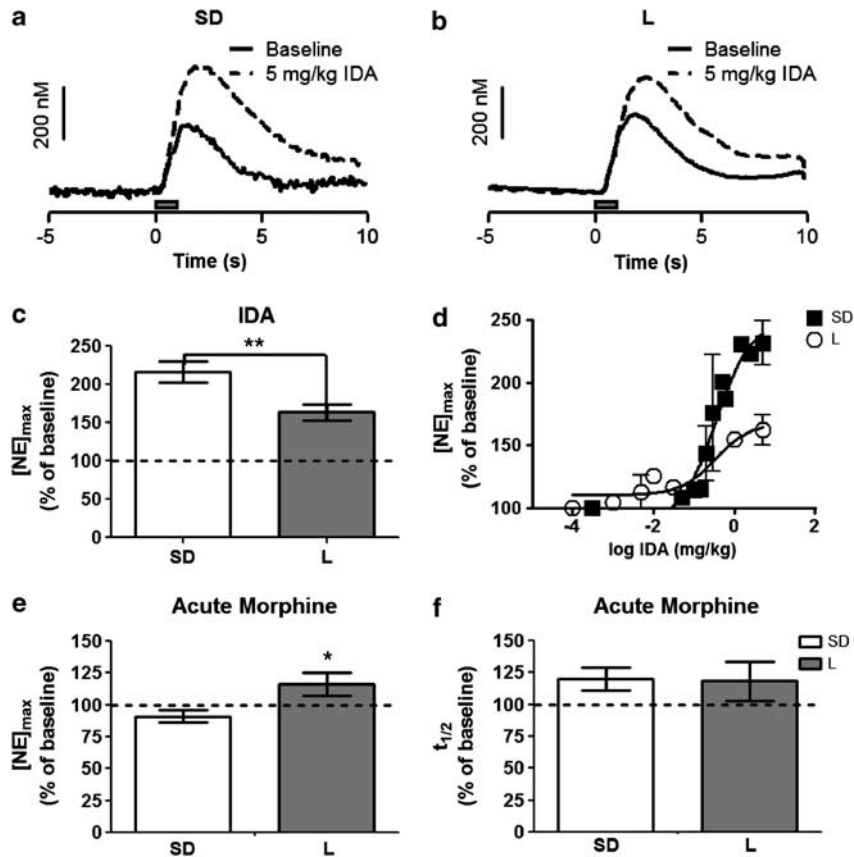 a
SD
Baseline
5 mg/kg IDA
200 nM
-5 0 5 10
Time (s)
b
L
Baseline
5 mg/kg IDA
200 nM
-5 0 5 10
Time (s)
c
IDA
[NE]max
(% of baseline)
250
200
150
100
50
0
**
SD L
d
SD
L
[NE]max
(% of baseline)
250
200
150
100
-4 -2 0 2
log IDA (mg/kg)
e
Acute Morphine
[NE]max
(% of baseline)
150
125
100
75
50
25
0
*
SD L
f
Acute Morphine
SD
L
t1/2
(% of baseline)
150
125
100
75
50
25
0
SD L